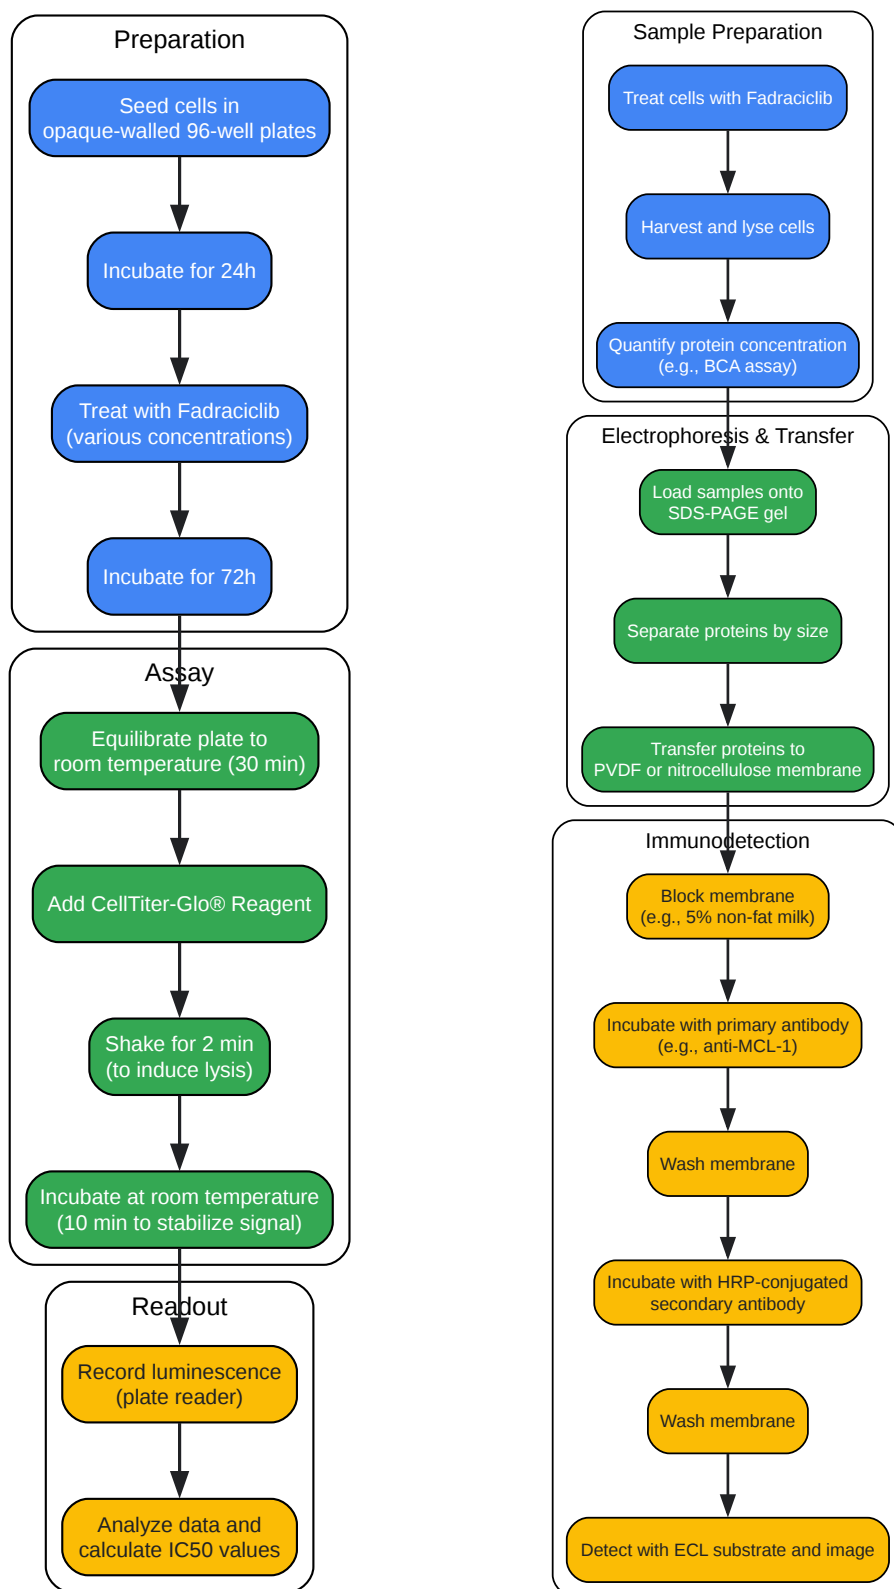 Preparation
Seed cells in
opaque-walled 96-well plates
Incubate for 24h
Treat with Fadraciclib
(various concentrations)
Incubate for 72h
Assay
Equilibrate plate to
room temperature (30 min)
Add CellTiter-Glo® Reagent
Shake for 2 min
(to induce lysis)
Incubate at room temperature
(10 min to stabilize signal)
Readout
Record luminescence
(plate reader)
Analyze data and
calculate IC50 values
Sample Preparation
Treat cells with Fadraciclib
Harvest and lyse cells
Quantify protein concentration
(e.g., BCA assay)
Electrophoresis & Transfer
Load samples onto
SDS-PAGE gel
Separate proteins by size
Transfer proteins to
PVDF or nitrocellulose membrane
Immunodetection
Block membrane
(e.g., 5% non-fat milk)
Incubate with primary antibody
(e.g., anti-MCL-1)
Wash membrane
Incubate with HRP-conjugated
secondary antibody
Wash membrane
Detect with ECL substrate and image